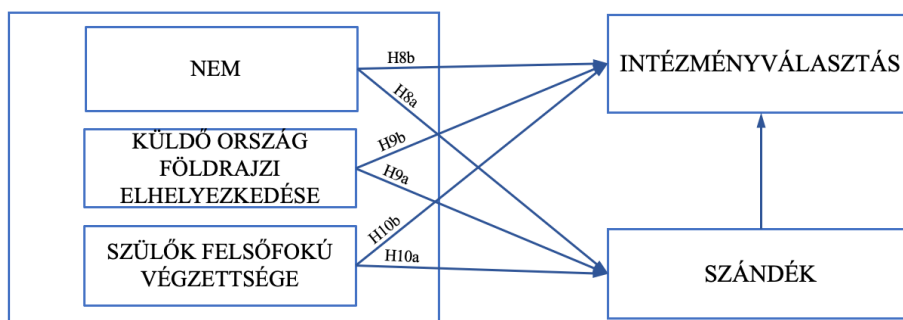 NEM
KÜLDŐ ORSZÁG
FÖLDRAJZI
ELHELYEZKEDÉSE
SZÜLŐK FELSŐFOKÚ
VÉGZETTSÉGE
H8b
H8a
H9b
H9a
H10b
H10a
INTÉZMÉNYVÁLASZTÁS
SZÁNDÉK